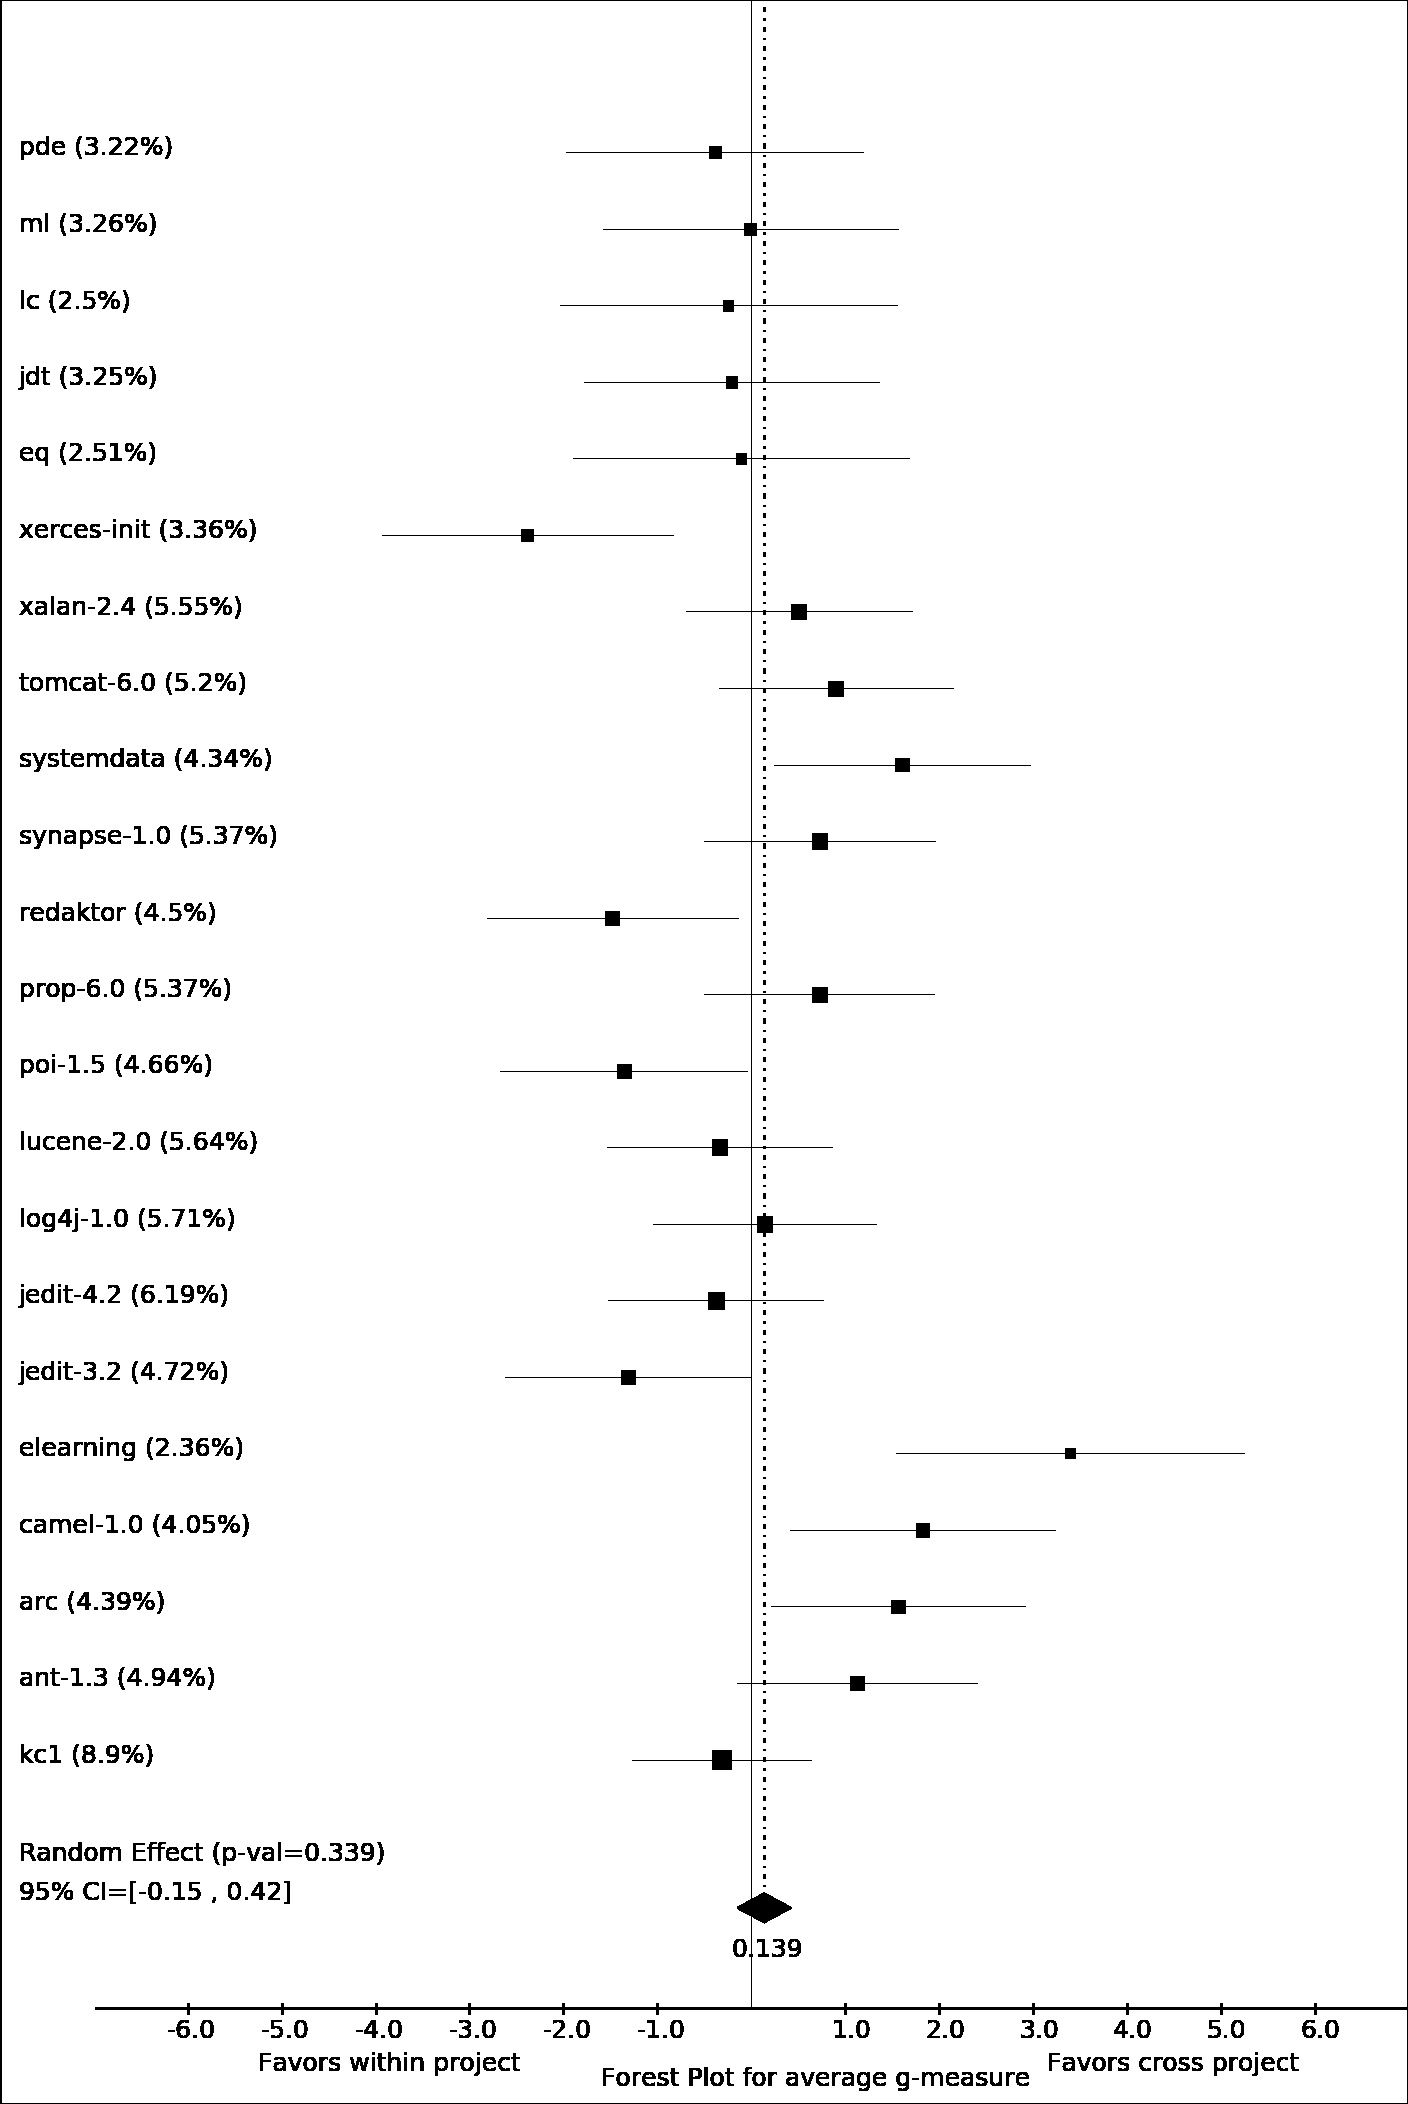 pde (3.22%)
ml (3.26%)
lc (2.5%)
jdt (3.25%)
eq (2.51%)
xerces-init (3.36%)
xalan-2.4 (5.55%)
tomcat-6.0 (5.2%)
systemdata (4.34%)
synapse-1.0 (5.37%)
redaktor (4.5%)
prop-6.0 (5.37%)
poi-1.5 (4.66%)
lucene-2.0 (5.64%)
log4j-1.0 (5.71%)
jedit-4.2 (6.19%)
jedit-3.2 (4.72%)
elearning (2.36%)
camel-1.0 (4.05%)
arc (4.39%)
ant-1.3 (4.94%)
kc1 (8.9%)
Random Effect (p-val=0.339)
95% CI=[-0.15 , 0.42]
0.139
-6.0 -5.0 -4.0 -3.0 -2.0 -1.0 1.0 2.0 3.0 4.0 5.0 6.0
Favors within project Favors cross project
Forest Plot for average g-measure